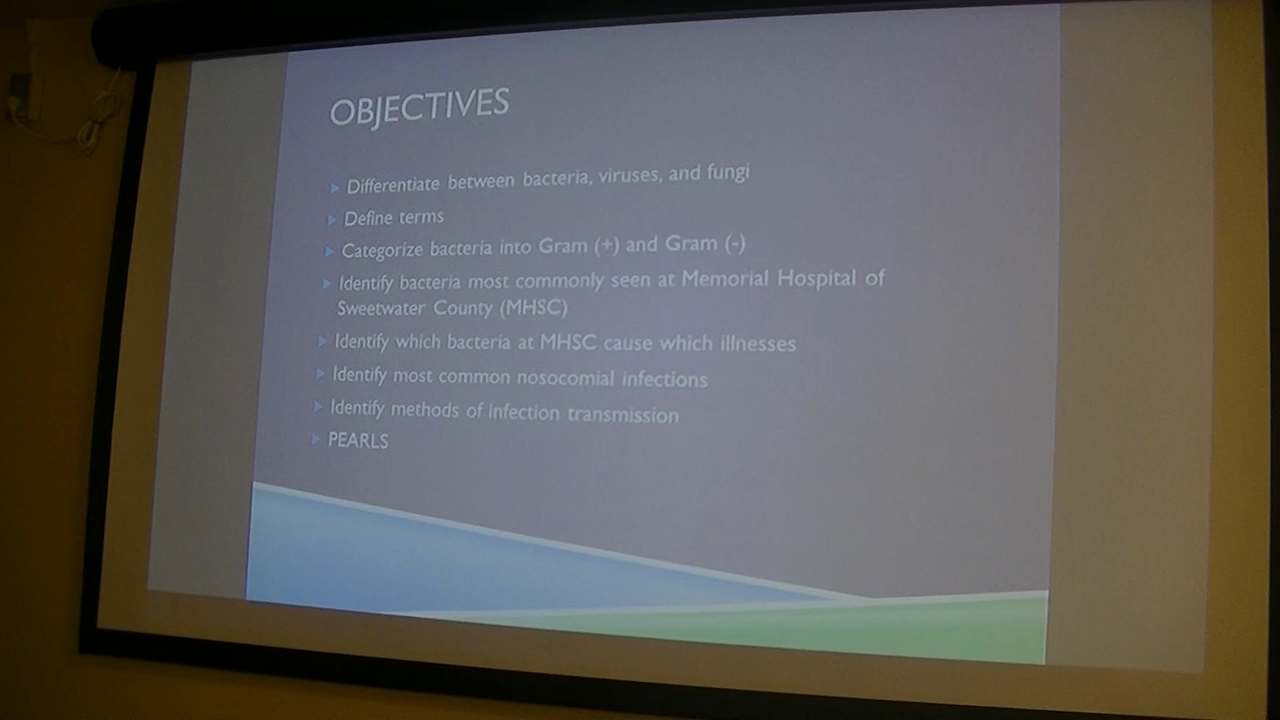 OBJECTIVES
Differentiate between bacteria, viruses, and fungi
Define terms
Categorize bacteria into Gram (+) and Gram (-)
Identify bacteria most commonly seen at Memorial Hospital of
Sweetwater County (MHSC)
Identify which bacteria at MHSC cause which illnesses
Identify most common nosocomial infections
Identify methods of infection transmission
PEARLS